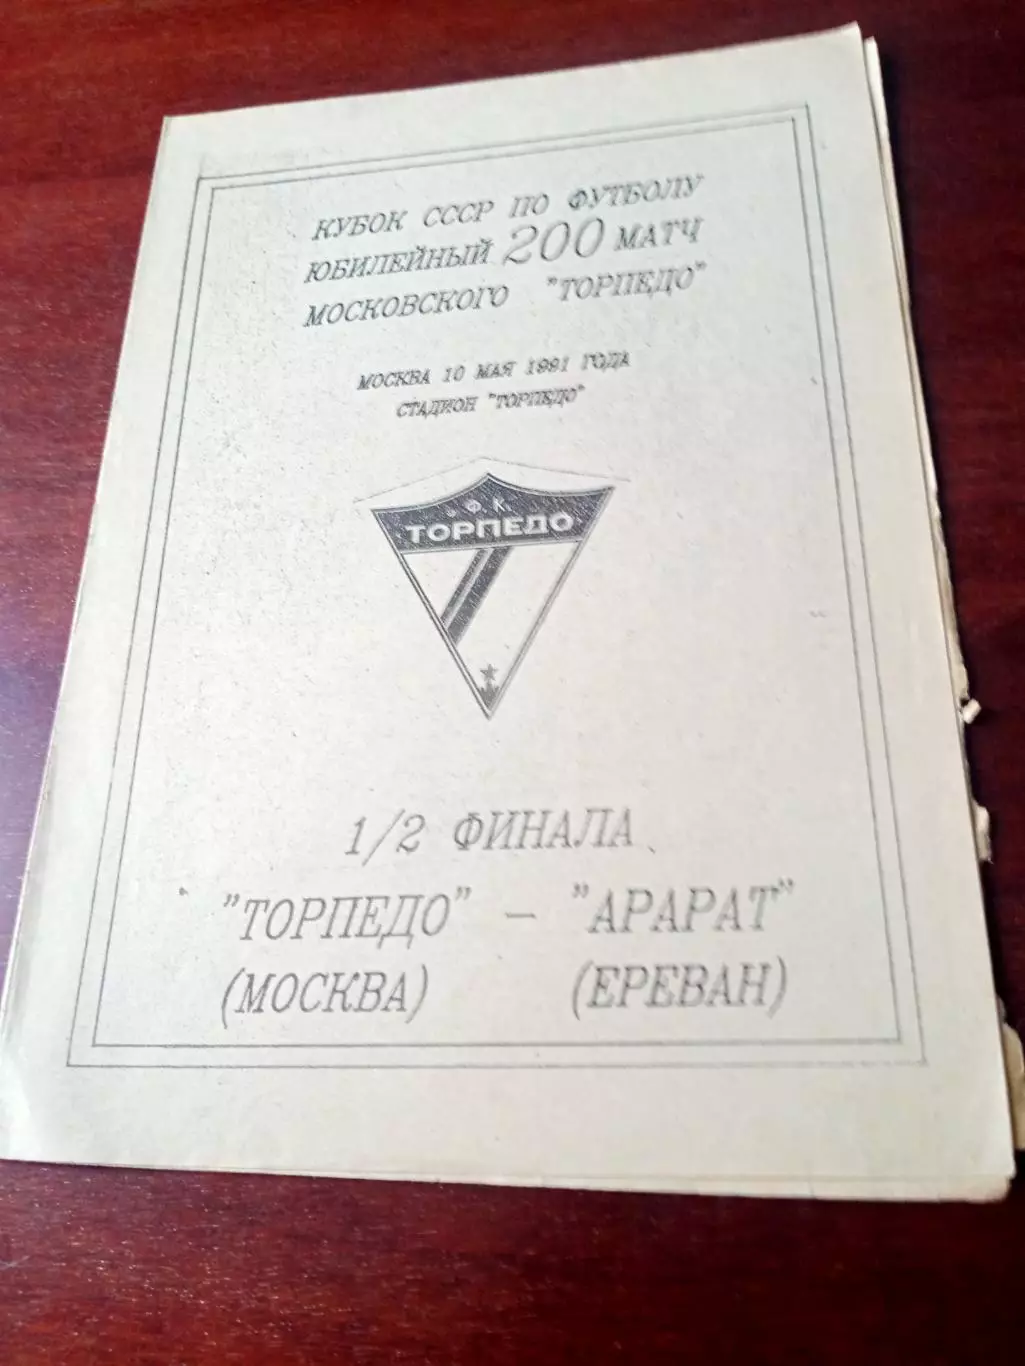 КУБОК СССР ПО ФУТБОЛУ
ЮБИЛЕЙНЫЙ 200 МАТЧ
МОСКОВСКОГО "ТОРПЕДО"
МОСКВА 10 МАЯ 1991 ГОДА
СТАДИОН "ТОРПЕДО"
Ф.К.
ТОРПЕДО
1/2 ФИНАЛА
"ТОРПЕДО" - "АРАРАТ"
(МОСКВА) (ЕРЕВАН)